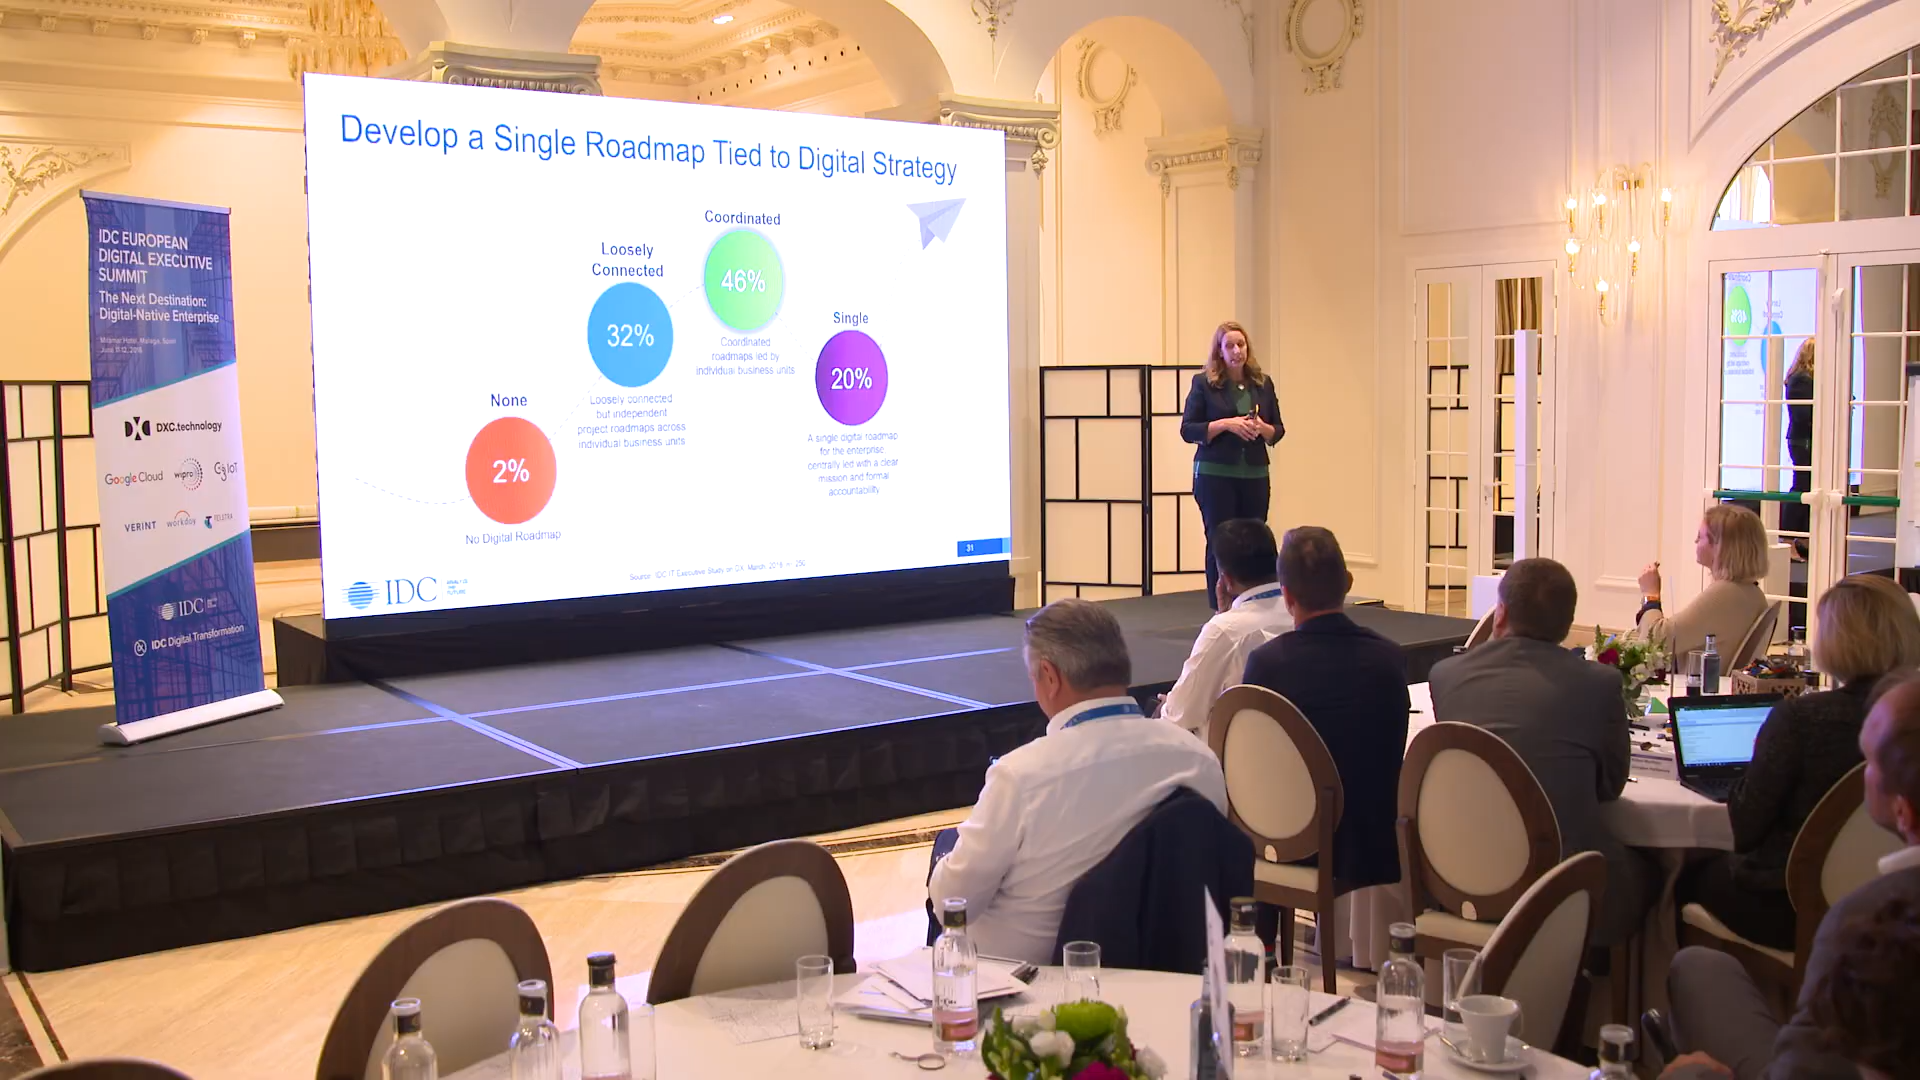 Develop a Single Roadmap Tied to Digital Strategy
None
2%
No Digital Roadmap
Loosely
Connected
32%
Loosely connected
but independent
project roadmaps across
individual business units
Coordinated
46%
Coordinated
roadmaps led by
individual business units
Single
20%
A single digital roadmap
for the enterprise,
centrally led with a clear
mission and formal
accountability
31
IDC
IDC EUROPEAN
DIGITAL EXECUTIVE
SUMMIT
The Next Destination:
Digital-Native Enterprise
DXC.technology
Google Cloud
wipro
VERINT
workday
TELSTRA
IDC
IDC Digital Transformation
46%